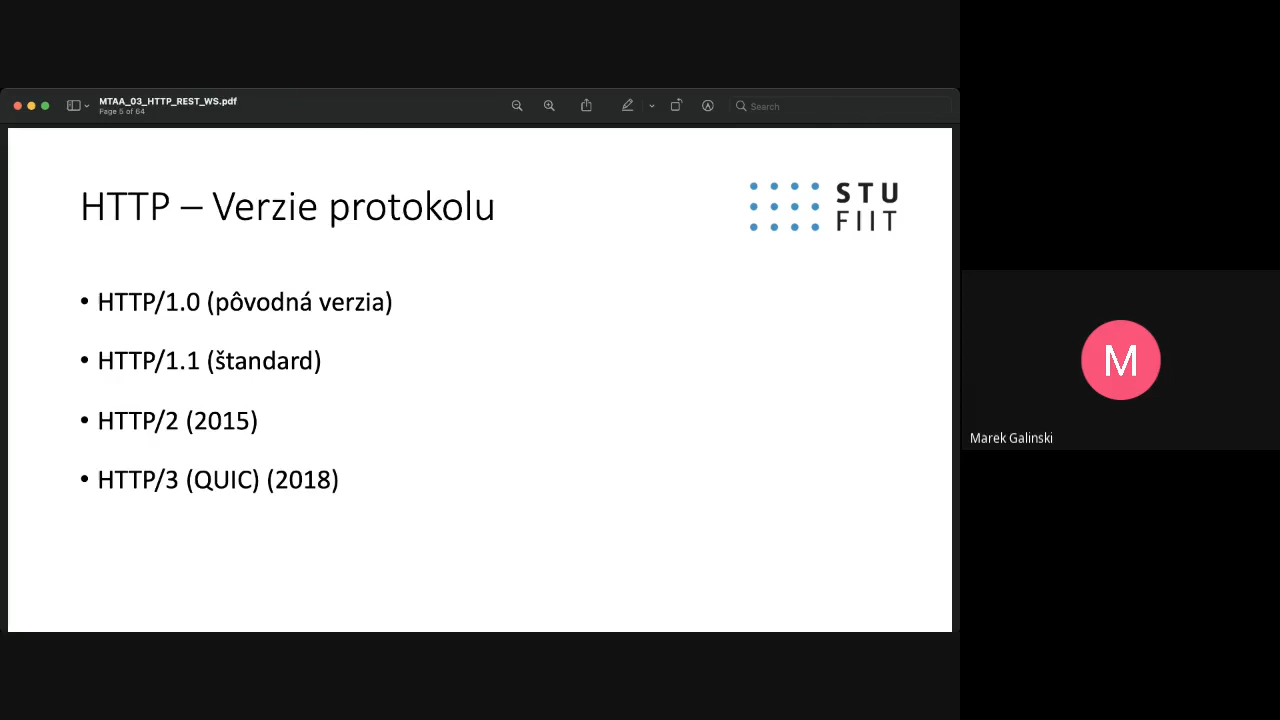 MTAA_03_HTTP_REST_WS.pdf
Page 5 of 64
Search
HTTP – Verzie protokolu
STU
FIIT
• HTTP/1.0 (pôvodná verzia)
• HTTP/1.1 (štandard)
• HTTP/2 (2015)
• HTTP/3 (QUIC) (2018)
M
Marek Galinski